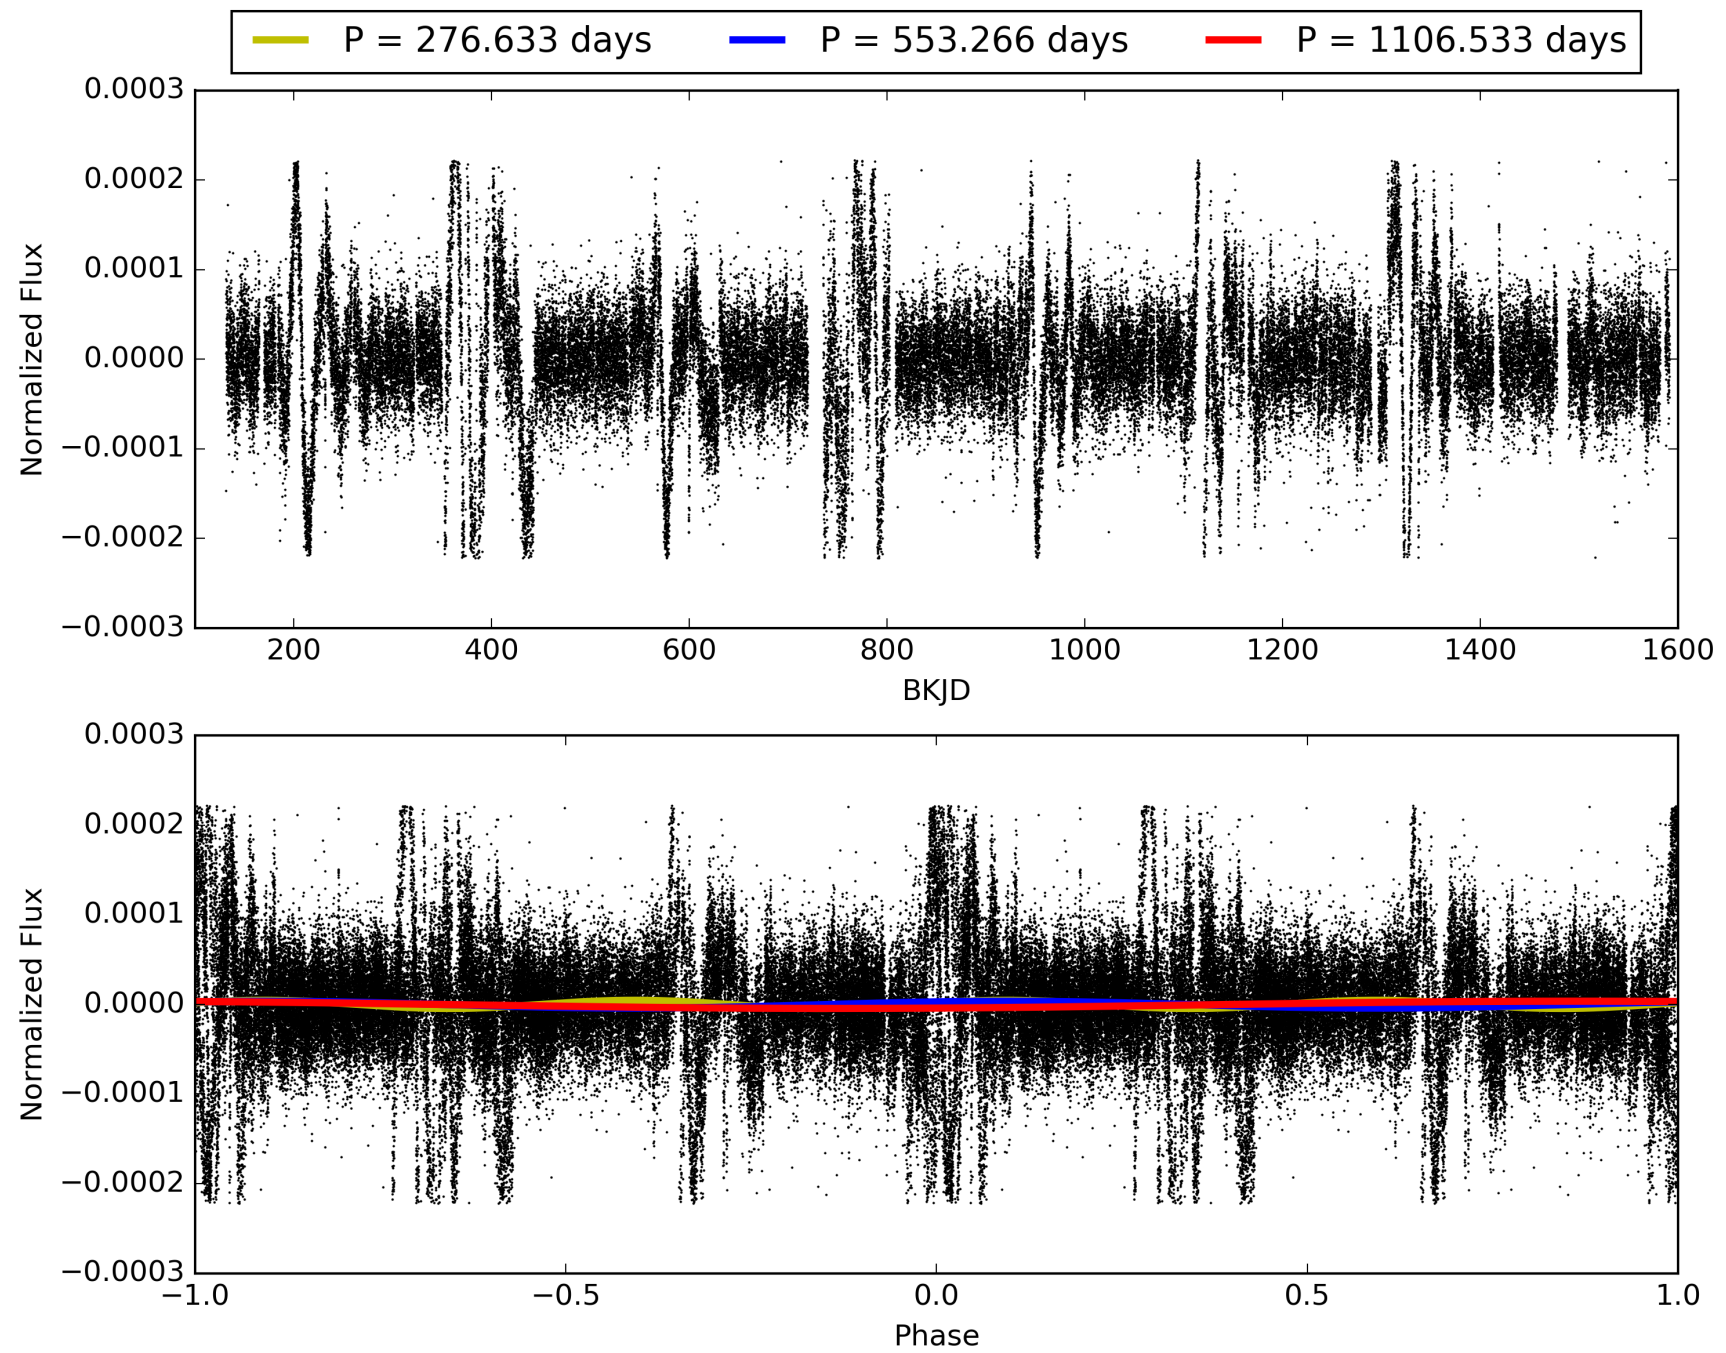 P = 276.633 days P = 553.266 days P = 1106.533 days
0.0003
0.0002
0.0001
0.0000
−0.0001
−0.0002
−0.0003
Normalized Flux
200 400 600 800 1000 1200 1400 1600
BKJD
0.0003
0.0002
0.0001
0.0000
−0.0001
−0.0002
−0.0003
Normalized Flux
−1.0 −0.5 0.0 0.5 1.0
Phase